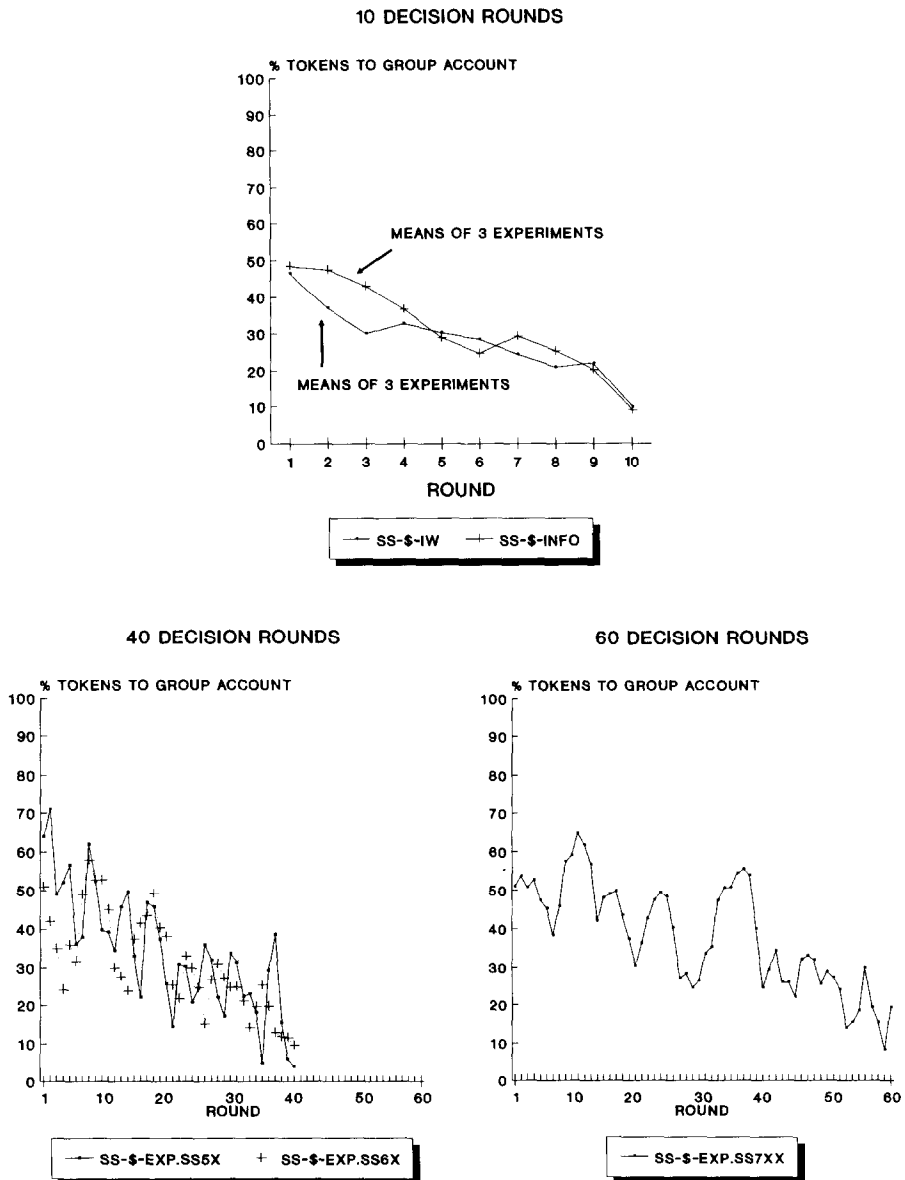 10 DECISION ROUNDS
% TOKENS TO GROUP ACCOUNT
100
90
80
70
60
50
40
30
20
10
0
MEANS OF 3 EXPERIMENTS
MEANS OF 3 EXPERIMENTS
1 2 3 4 5 6 7 8 9 10
ROUND
SS-$-IW SS-$-INFO
40 DECISION ROUNDS
% TOKENS TO GROUP ACCOUNT
100
90
80
70
60
50
40
30
20
10
0
1 10 20 30 40 50 60
ROUND
SS-$-EXP.SS5X SS-$-EXP.SS6X
60 DECISION ROUNDS
% TOKENS TO GROUP ACCOUNT
100
90
80
70
60
50
40
30
20
10
0
1 10 20 30 40 50 60
ROUND
SS-$-EXP.SS7XX